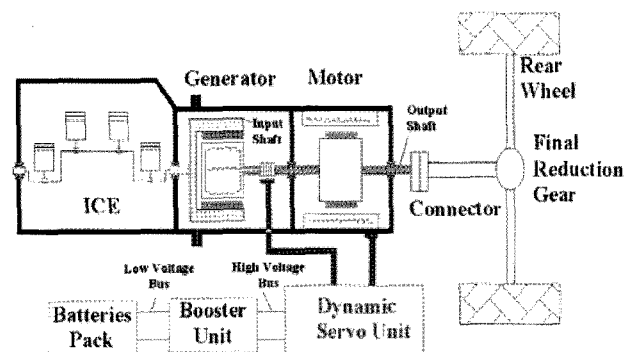 Generator
Motor
Rear
Wheel
Input
Shaft
Output
Shaft
ICE
Final
Reduction
Gear
Connector
Low Voltage
Bus
High Voltage
Bus
Batteries
Pack
Booster
Unit
Dynamic
Servo Unit